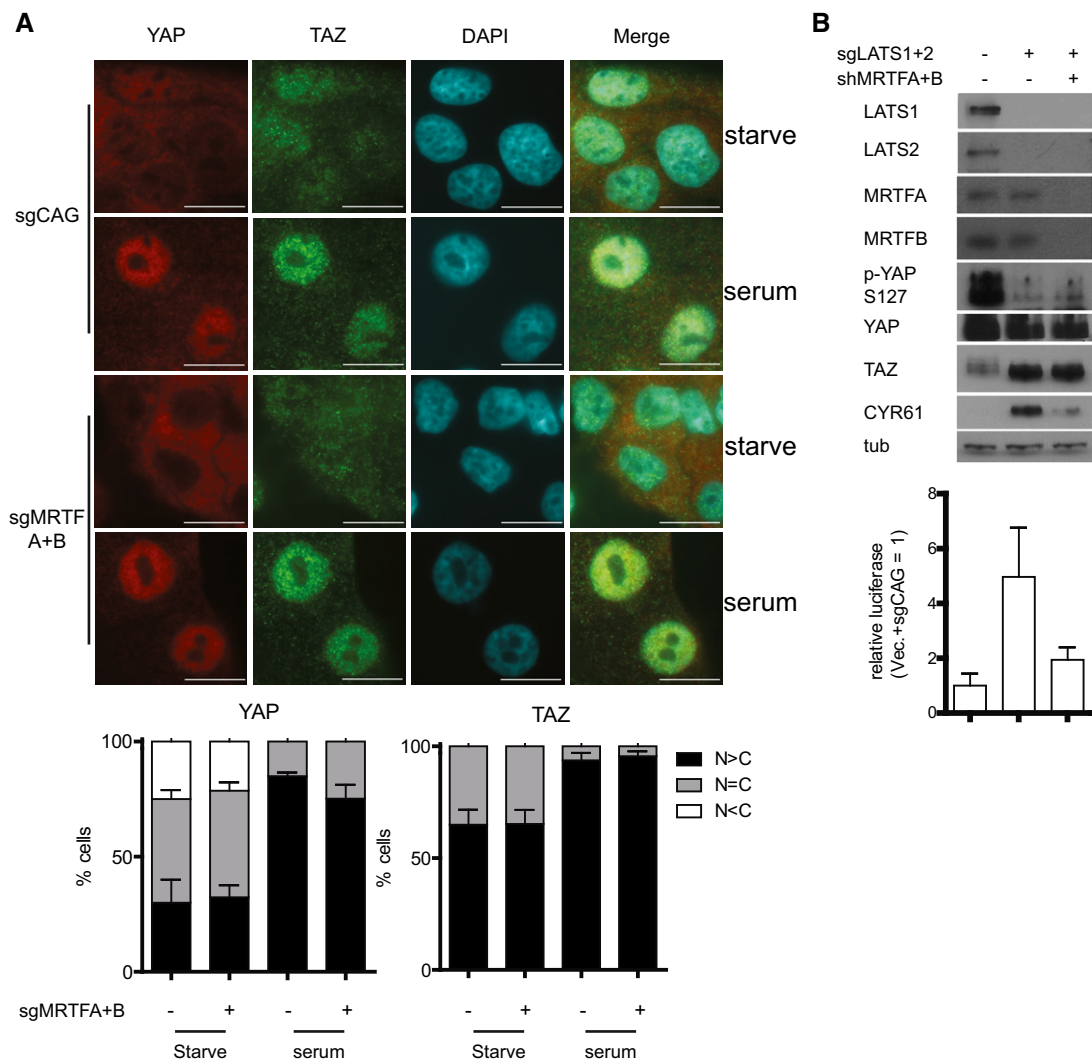 A
YAP TAZ DAPI Merge
sgCAG
starve
serum
sgMRTF
A+B
starve
serum
YAP
100
50
0
% cells
sgMRTFA+B - + - +
Starve serum
TAZ
100
50
0
% cells
- + - +
Starve serum
N>C
N=C
N<C
B
sgLATS1+2 - + +
shMRTFA+B - - +
LATS1
LATS2
MRTFA
MRTFB
p-YAP
S127
YAP
TAZ
CYR61
tub
8
6
4
2
0
relative luciferase
(Vec.+sgCAG = 1)